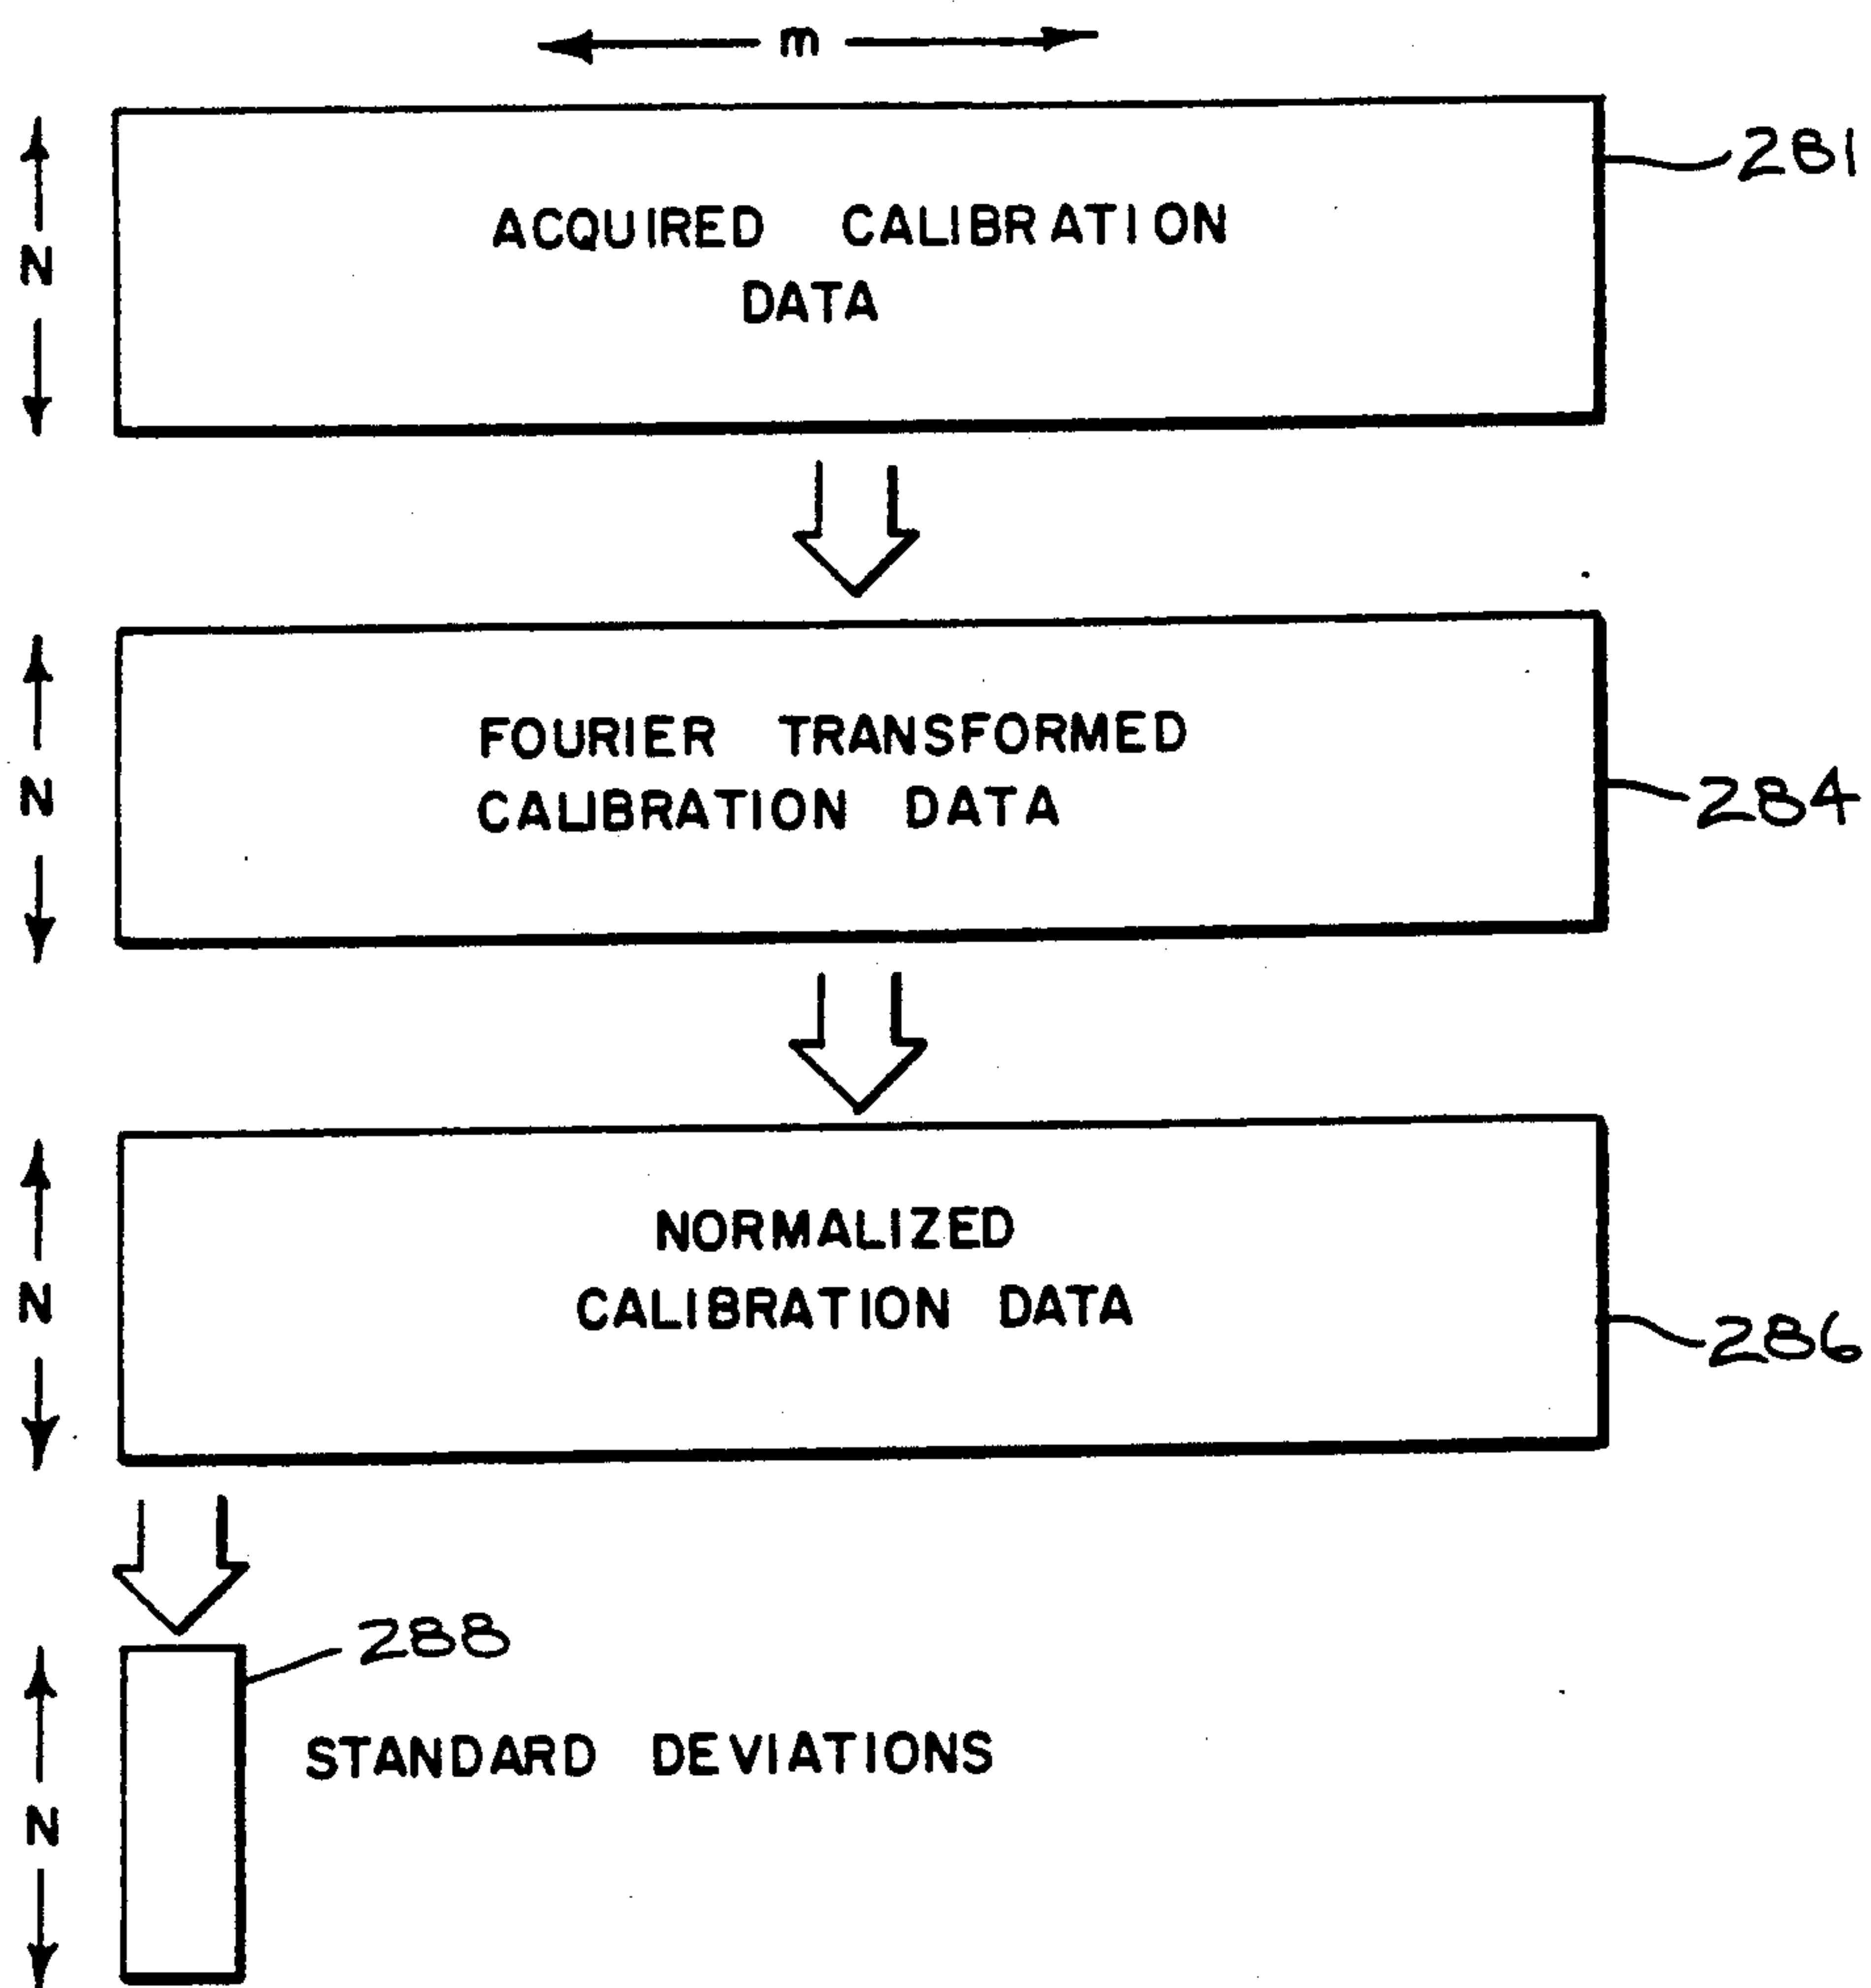 m
N
281
ACQUIRED CALIBRATION
DATA
N
FOURIER TRANSFORMED
CALIBRATION DATA
284
N
NORMALIZED
CALIBRATION DATA
286
288
STANDARD DEVIATIONS
N